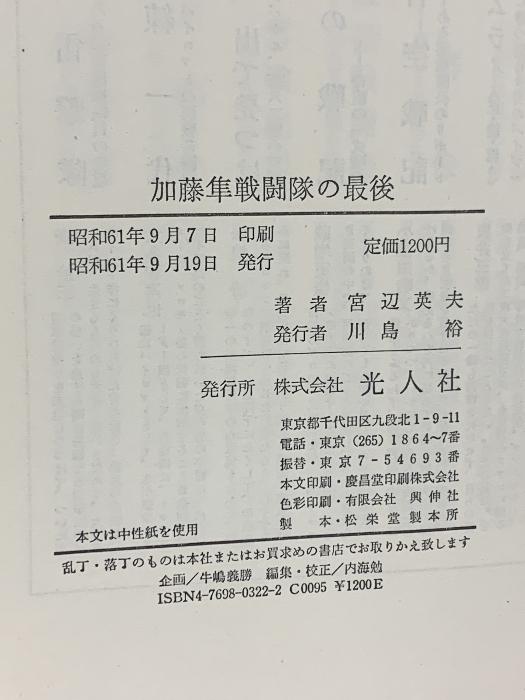 加藤隼戦闘隊の最後
昭和61年9月7日 印刷
昭和61年9月19日 発行
定価1200円
著者 宮辺英夫
発行者 川島 裕
発行所 株式会社 光人社
東京都千代田区九段北1-9-11
電話・東京(265)1864〜7番
振替・東京7-54693番
本文印刷・慶昌堂印刷株式会社
色彩印刷・有限会社 興伸社
製 本・松栄堂製本所
本文は中性紙を使用
乱丁・落丁のものは本社またはお買求めの書店でお取りかえ致します
企画/牛嶋義勝 編集・校正/内海勉
ISBN4-7698-0322-2 C0095 ¥1200E